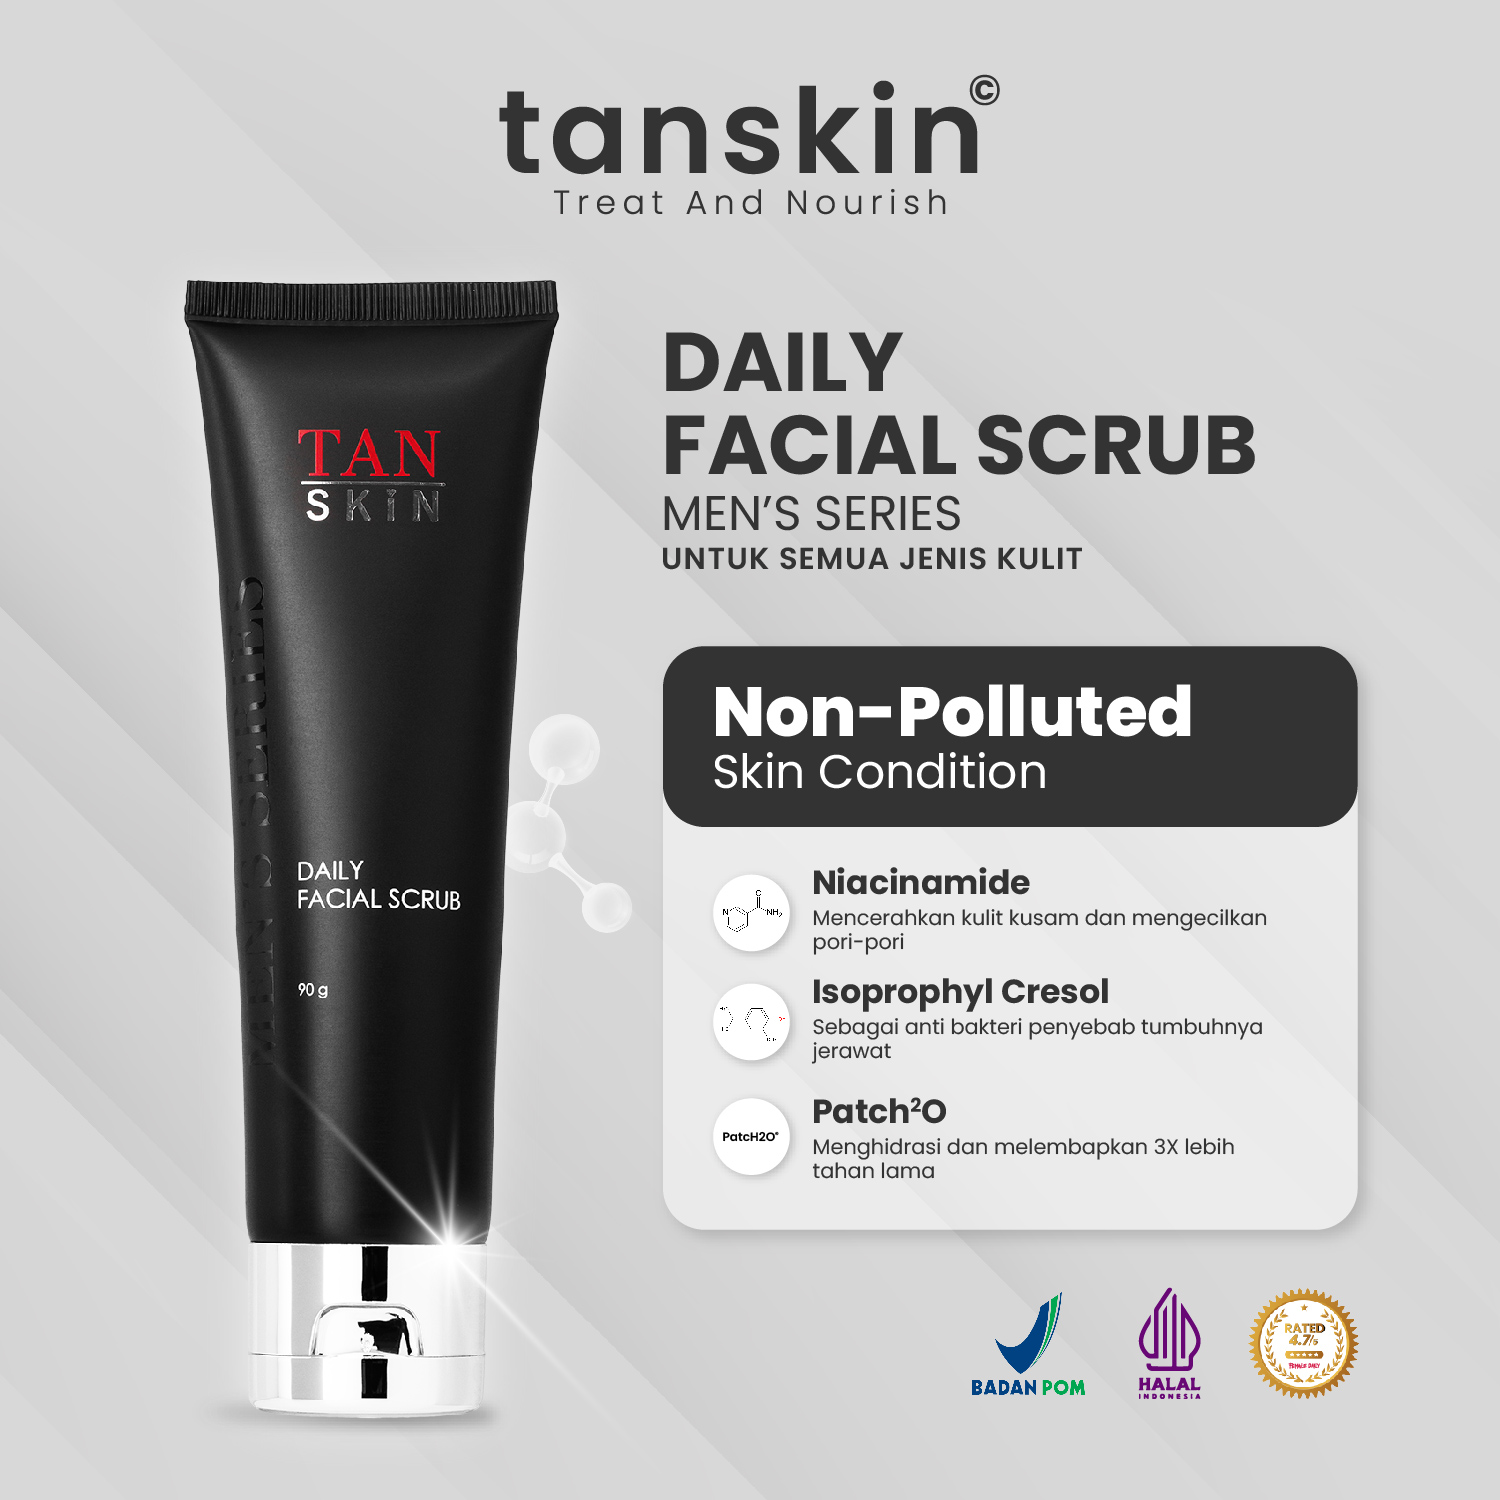 tanskin©
Treat And Nourish
TAN
SKiN
MEN'S SERIES
DAILY
FACIAL SCRUB
90 g
DAILY
FACIAL SCRUB
MEN'S SERIES
UNTUK SEMUA JENIS KULIT
Non-Polluted
Skin Condition
N
C
NH₂
Niacinamide
Mencerahkan kulit kusam dan mengecilkan
pori-pori
Isoprophyl Cresol
Sebagai anti bakteri penyebab tumbuhnya
jerawat
PatcH2O®
Patch²O
Menghidrasi dan melembapkan 3X lebih
tahan lama
BADAN POM
HALAL
INDONESIA
RATED
4.7/5
FEMALE DAILY